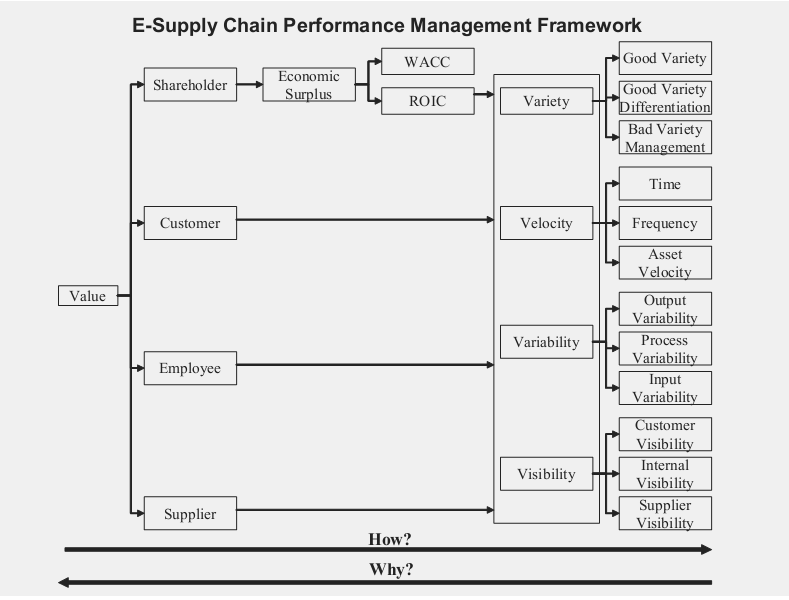 E-Supply Chain Performance Management Framework
Value
Shareholder
Economic
Surplus
WACC
ROIC
Customer
Employee
Supplier
Variety
Good Variety
Good Variety
Differentiation
Bad Variety
Management
Velocity
Time
Frequency
Asset
Velocity
Variability
Output
Variability
Process
Variability
Input
Variability
Visibility
Customer
Visibility
Internal
Visibility
Supplier
Visibility
How?
Why?